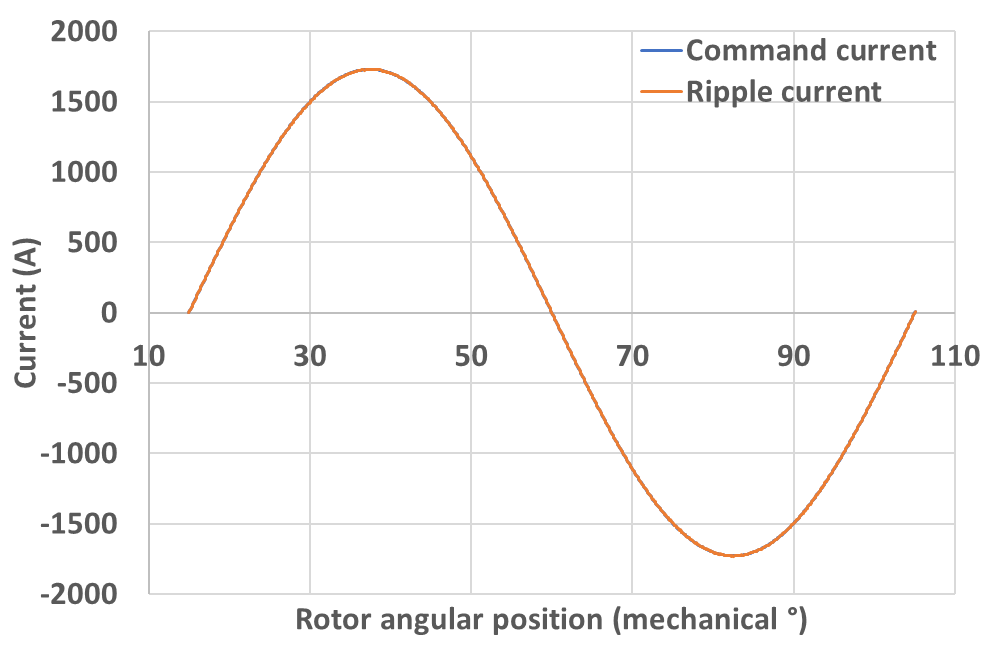 2000
Command current
Ripple current
1500
1000
500
0
-500
-1000
-1500
-2000
10 30 50 70 90 110
Current (A)
Rotor angular position (mechanical °)